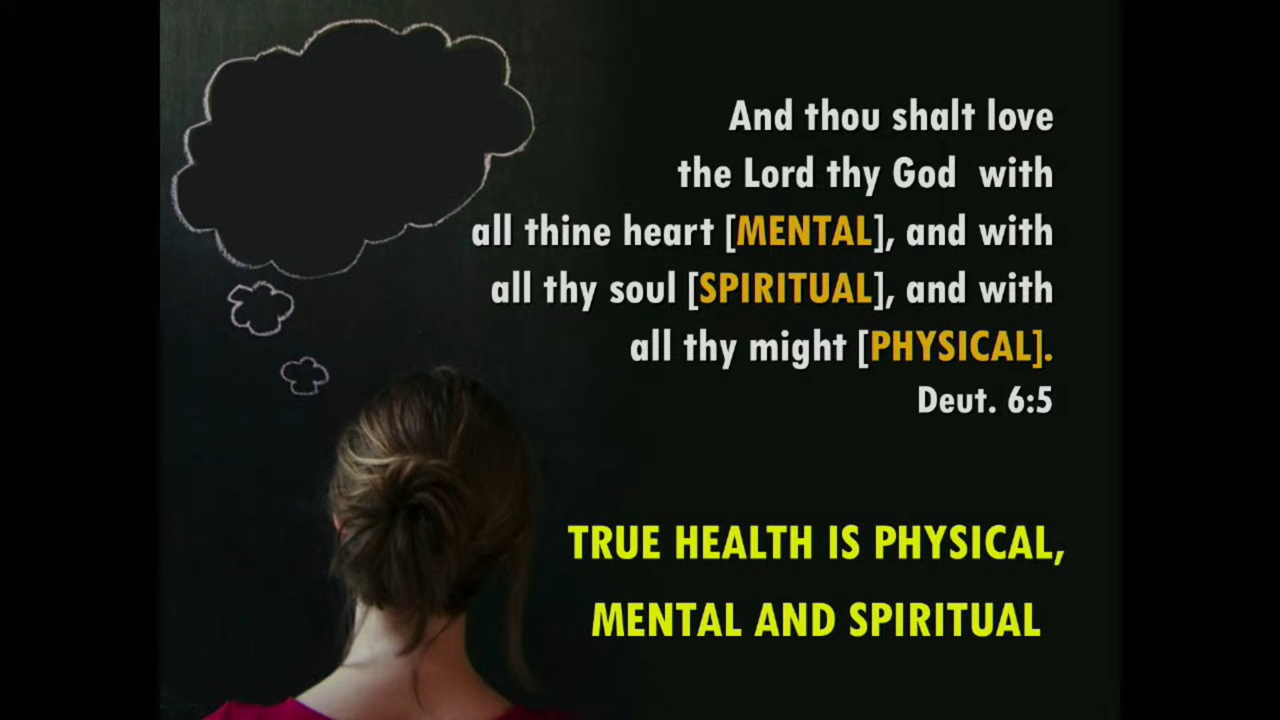 And thou shalt love
the Lord thy God with
all thine heart [MENTAL], and with
all thy soul [SPIRITUAL], and with
all thy might [PHYSICAL].
Deut. 6:5
TRUE HEALTH IS PHYSICAL,
MENTAL AND SPIRITUAL